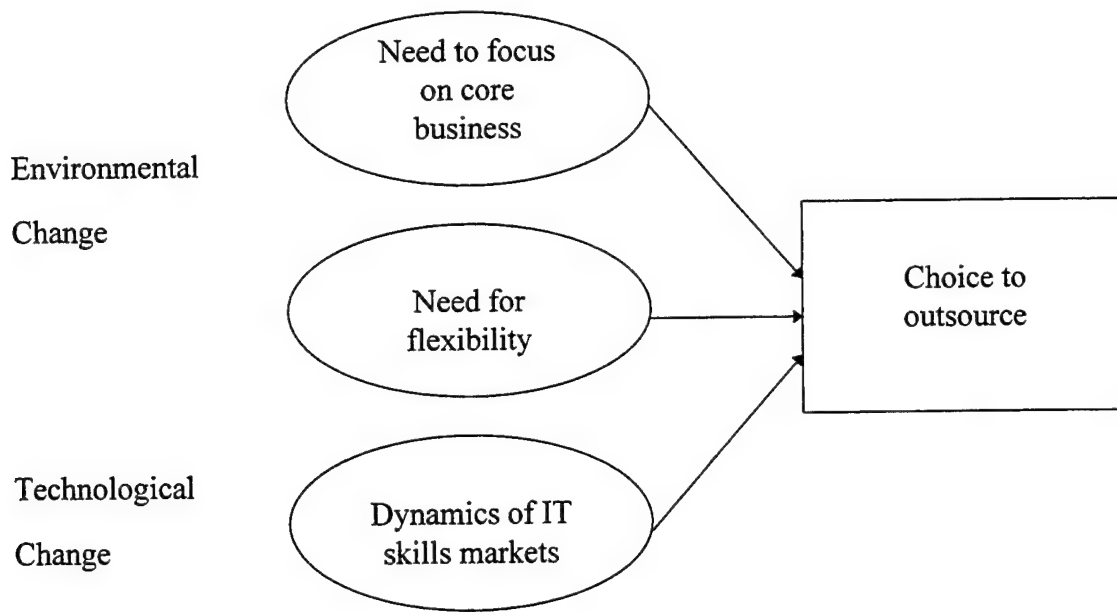 Need to focus
on core
business
Environmental
Change
Need for
flexibility
Choice to
outsource
Technological
Change
Dynamics of IT
skills markets